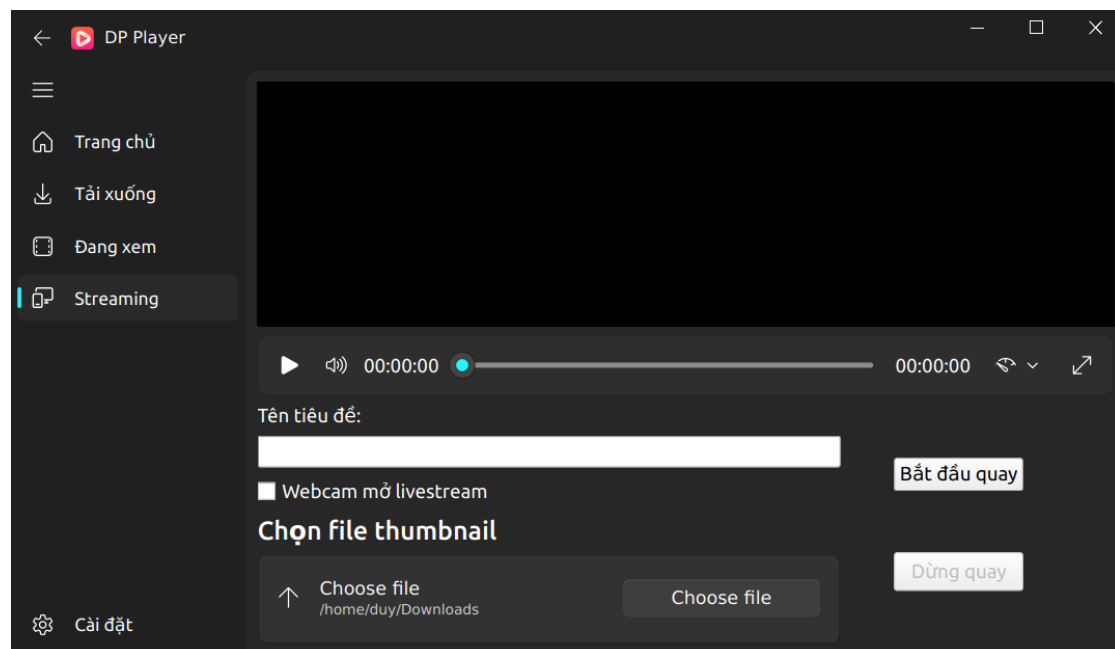 DP Player
Trang chủ
Tải xuống
Đang xem
Streaming
00:00:00
00:00:00
Tên tiêu đề:
Bắt đầu quay
Webcam mở livestream
Chọn file thumbnail
Dừng quay
Choose file
/home/duy/Downloads
Choose file
Cài đặt